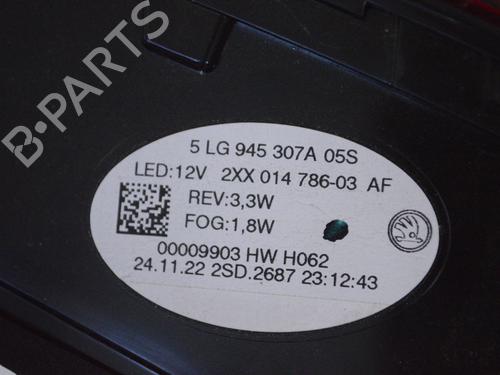 B-PARTS
5 LG 945 307A 05S
LED:12V 2XX 014 786-03 AF
REV:3,3W
FOG:1,8W
00009903 HW H062
24.11.22 2SD.2687 23:12:43